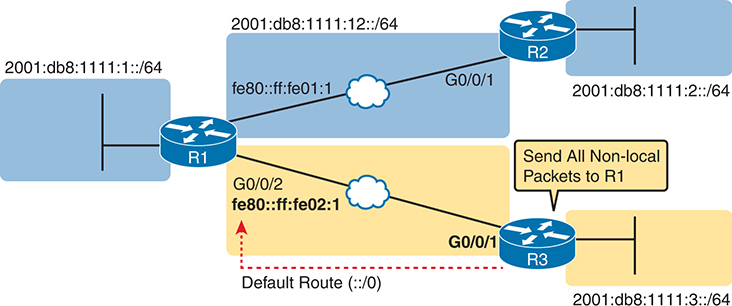 2001:db8:1111:12::/64
R2
2001:db8:1111:1::/64
fe80::ff:fe01:1
G0/0/1
2001:db8:1111:2::/64
R1
Send All Non-local
Packets to R1
G0/0/2
fe80::ff:fe02:1
G0/0/1
R3
Default Route (::/0)
2001:db8:1111:3::/64